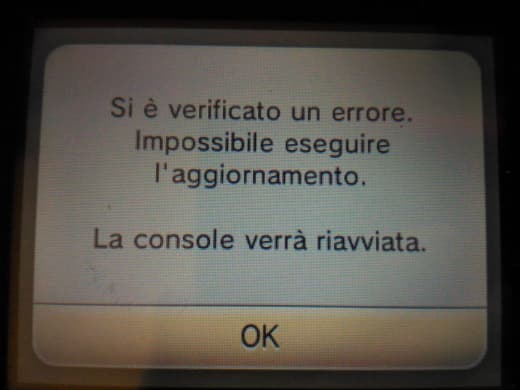 Si è verificato un errore.
Impossibile eseguire
l'aggiornamento.
La console verrà riavviata.
OK